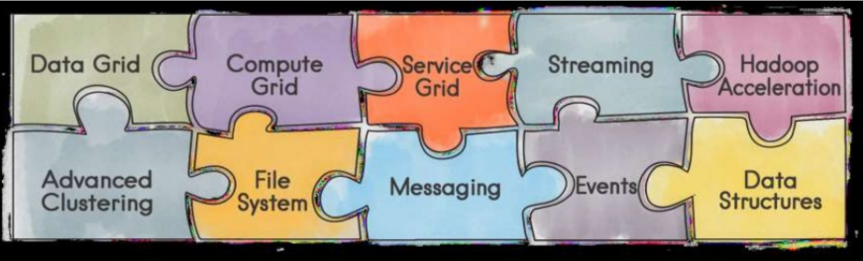 Data Grid
Compute
Grid
Service
Grid
Streaming
Hadoop
Acceleration
Advanced
Clustering
File
System
Messaging
Events
Data
Structures